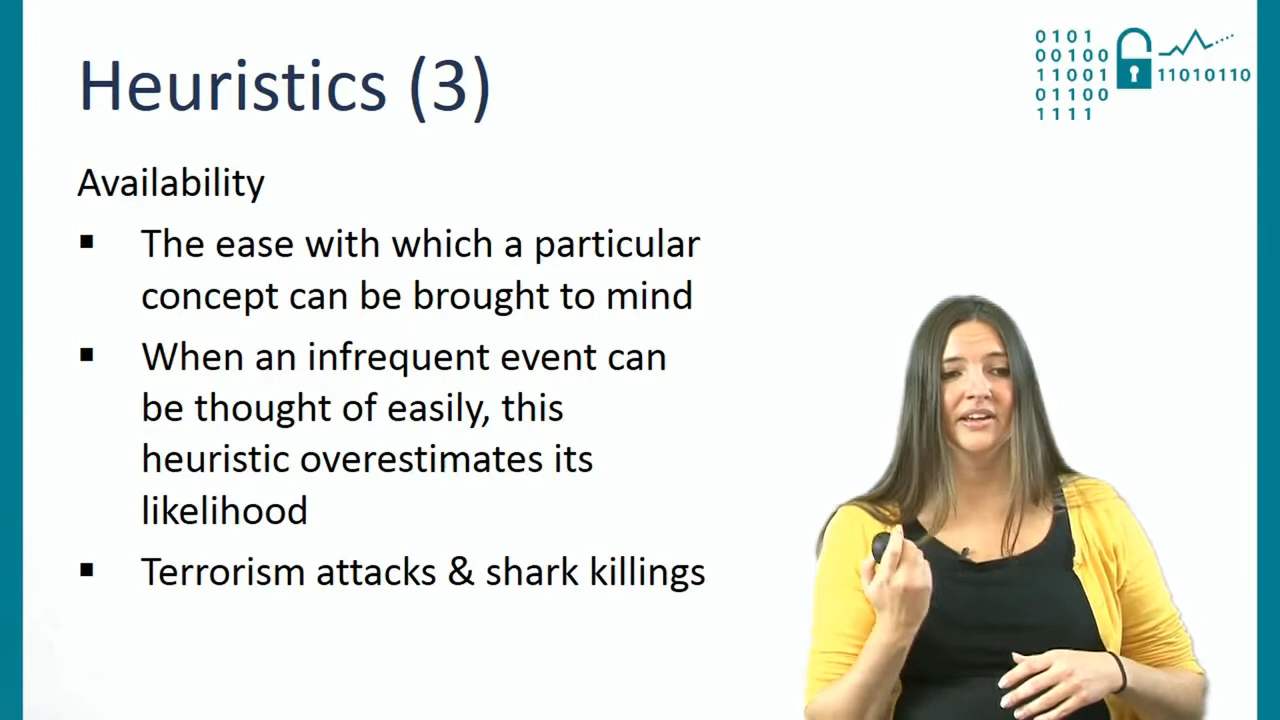 Heuristics (3)
0101
00100
11001
01100
1111
11010110
Availability
▪ The ease with which a particular
concept can be brought to mind
▪ When an infrequent event can
be thought of easily, this
heuristic overestimates its
likelihood
▪ Terrorism attacks & shark killings